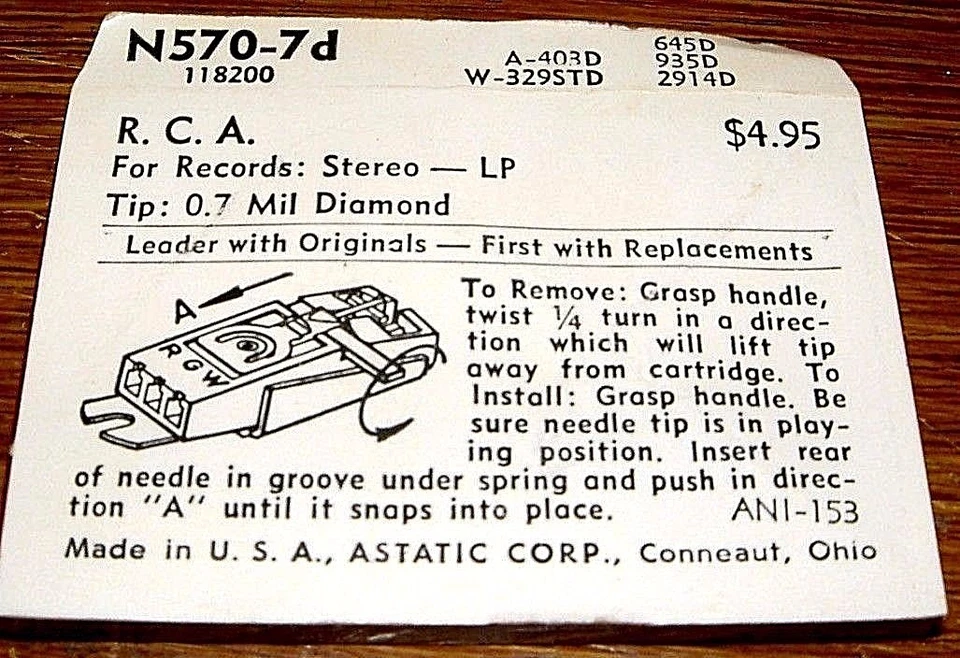 N570-7d
118200
A-403D
W-329STD
645D
935D
2914D
R. C. A.
$4.95
For Records: Stereo — LP
Tip: 0.7 Mil Diamond
Leader with Originals — First with Replacements
A
R G W
To Remove: Grasp handle,
twist 1/4 turn in a direc-
tion which will lift tip
away from cartridge. To
Install: Grasp handle. Be
sure needle tip is in play-
ing position. Insert rear
of needle in groove under spring and push in direc-
tion "A" until it snaps into place.
ANI-153
Made in U. S. A., ASTATIC CORP., Conneaut, Ohio